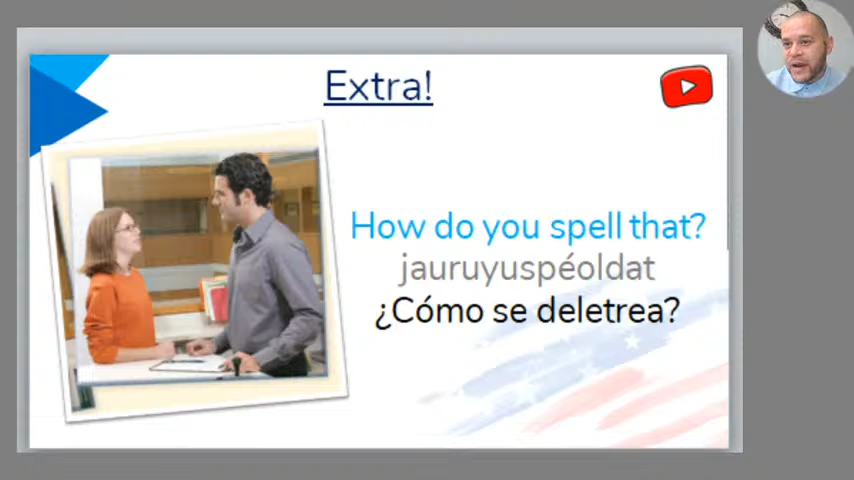 Extra!
How do you spell that?
jauruyuspéoldat
¿Cómo se deletrea?